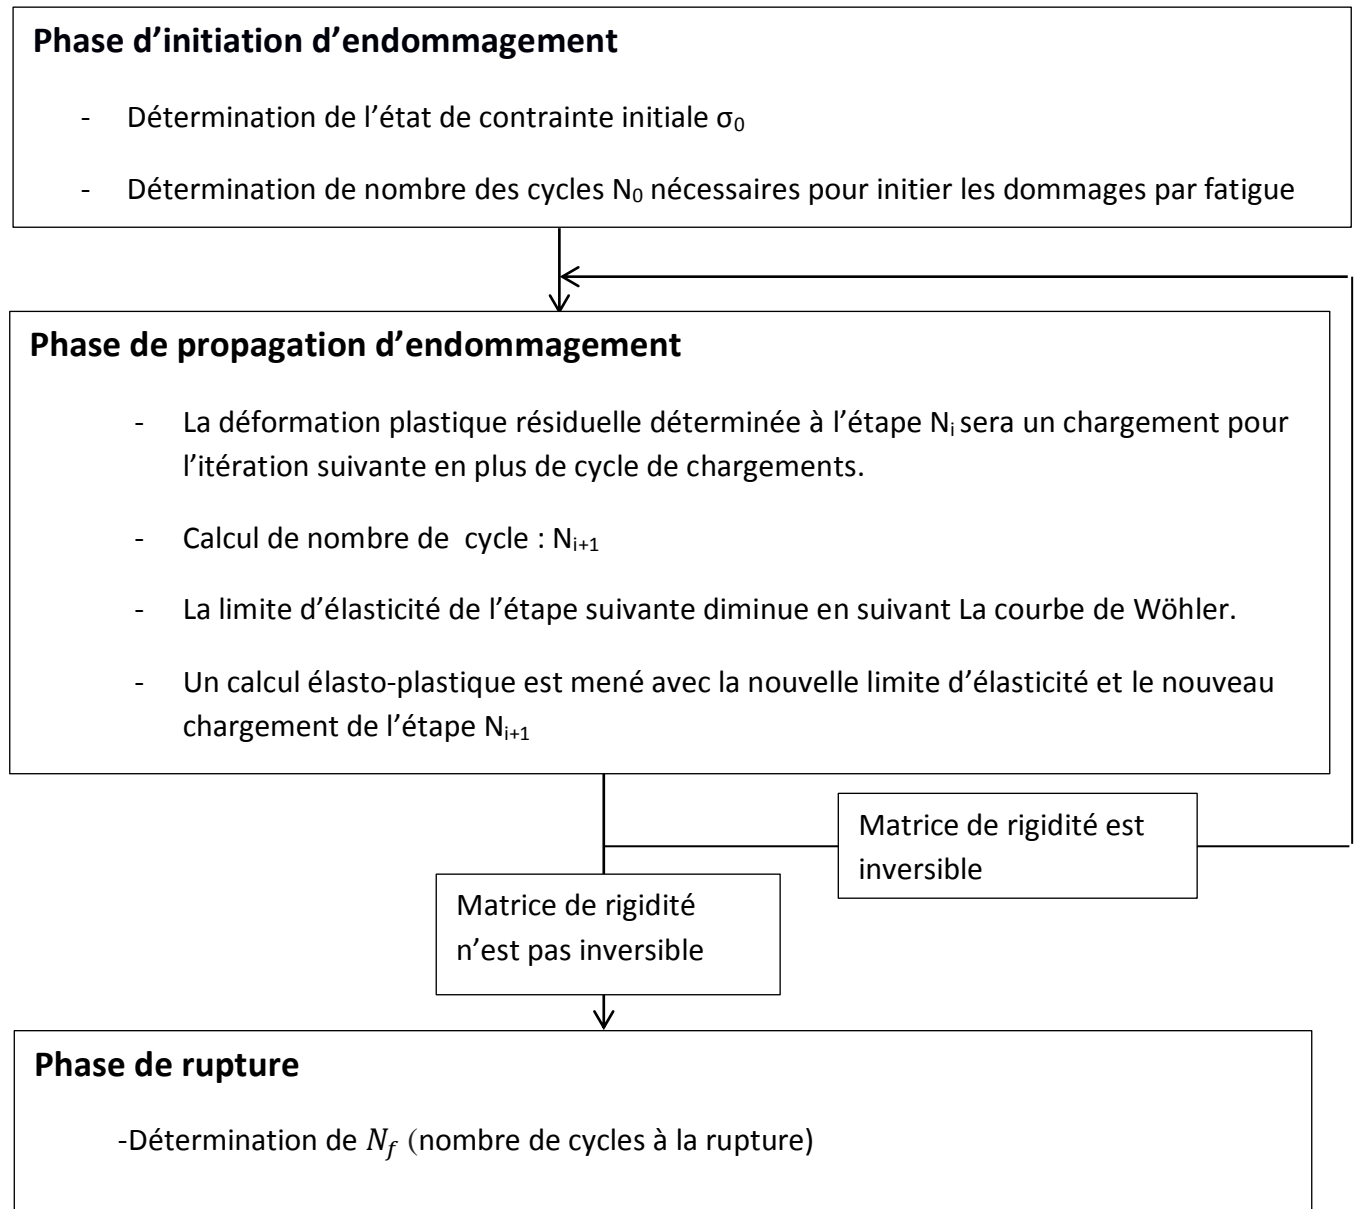 Phase d’initiation d’endommagement
- Détermination de l’état de contrainte initiale σ₀
- Détermination de nombre des cycles N₀ nécessaires pour initier les dommages par fatigue
Phase de propagation d’endommagement
- La déformation plastique résiduelle déterminée à l’étape Nᵢ sera un chargement pour
l’itération suivante en plus de cycle de chargements.
- Calcul de nombre de cycle : Nᵢ₊₁
- La limite d’élasticité de l’étape suivante diminue en suivant La courbe de Wöhler.
- Un calcul élasto-plastique est mené avec la nouvelle limite d’élasticité et le nouveau
chargement de l’étape Nᵢ₊₁
Matrice de rigidité est
inversible
Matrice de rigidité
n’est pas inversible
Phase de rupture
-Détermination de N_f (nombre de cycles à la rupture)